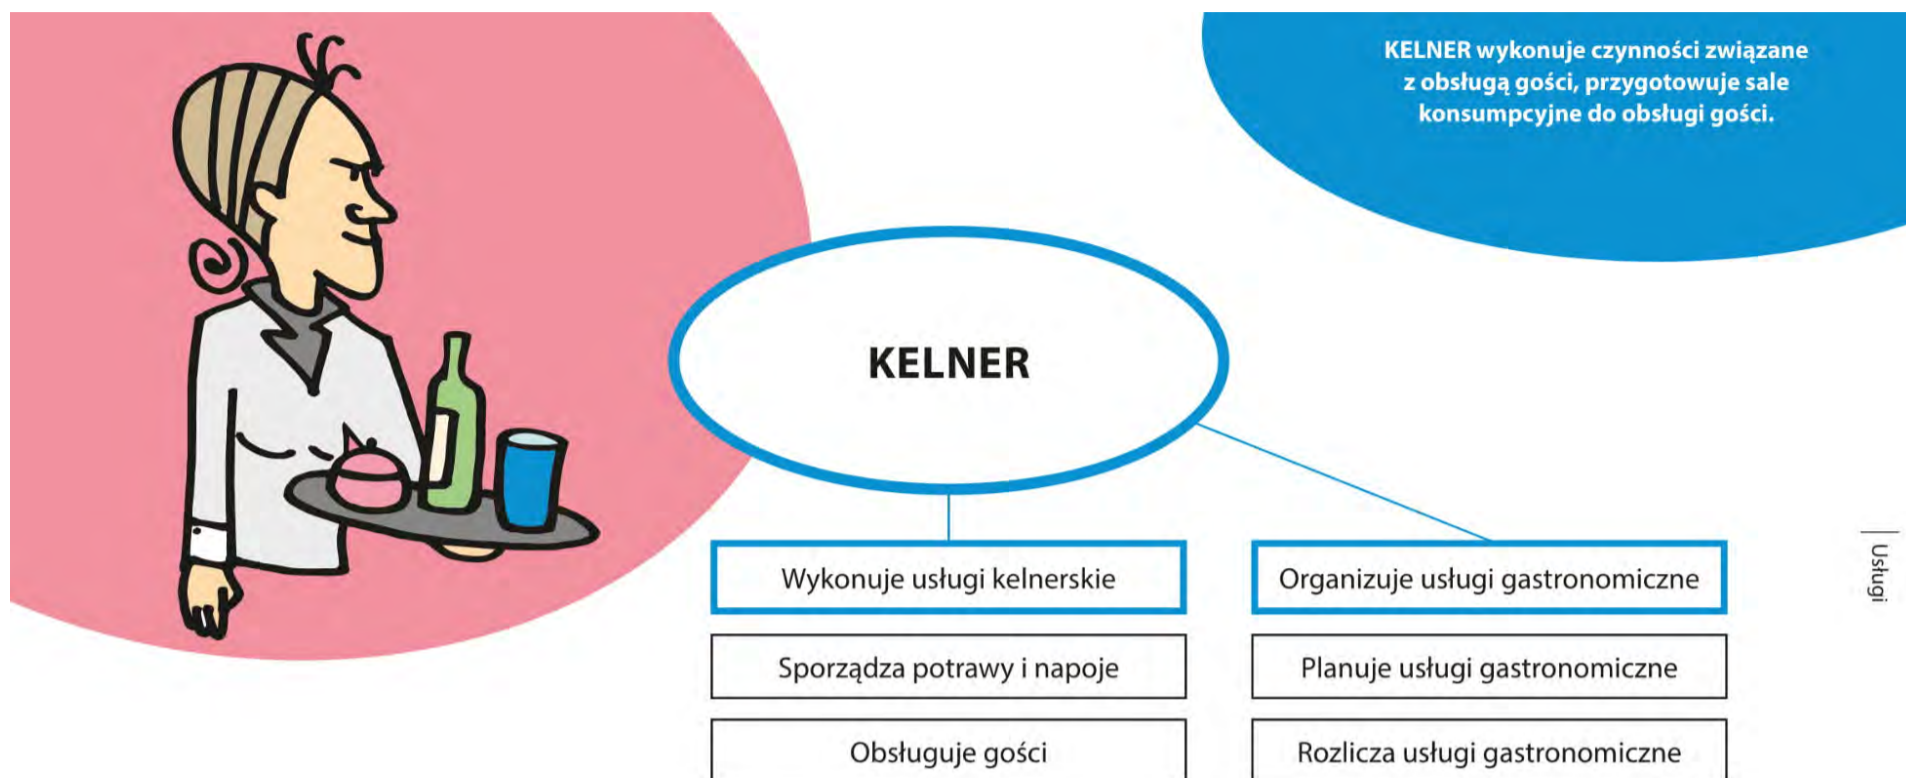 KELNER wykonuje czynności związane
z obsługą gości, przygotowuje sale
konsumpcyjne do obsługi gości.
KELNER
Wykonuje usługi kelnerskie
Sporządza potrawy i napoje
Obsługuje gości
Organizuje usługi gastronomiczne
Planuje usługi gastronomiczne
Rozlicza usługi gastronomiczne
Usługi